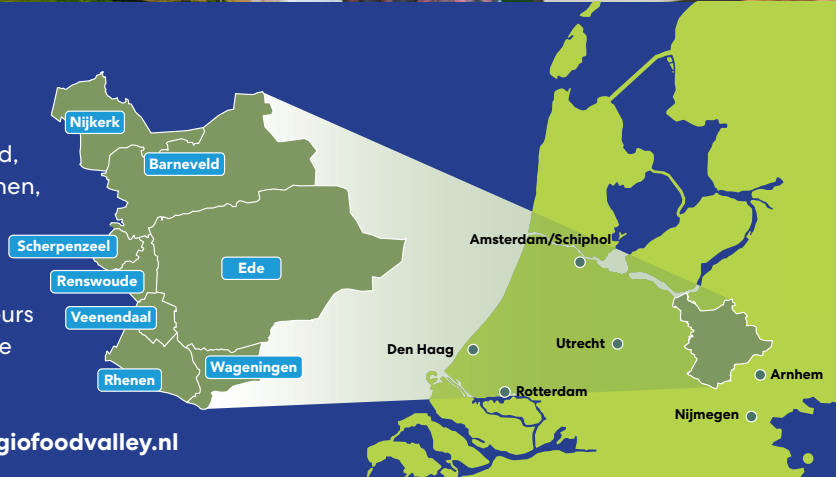 d,
nen,
urs
e
giofoodvalley.nl
Nijkerk
Barneveld
Scherpenzeel
Ede
Renswoude
Veenendaal
Wageningen
Rhenen
Amsterdam/Schiphol
Den Haag
Utrecht
Rotterdam
Arnhem
Nijmegen